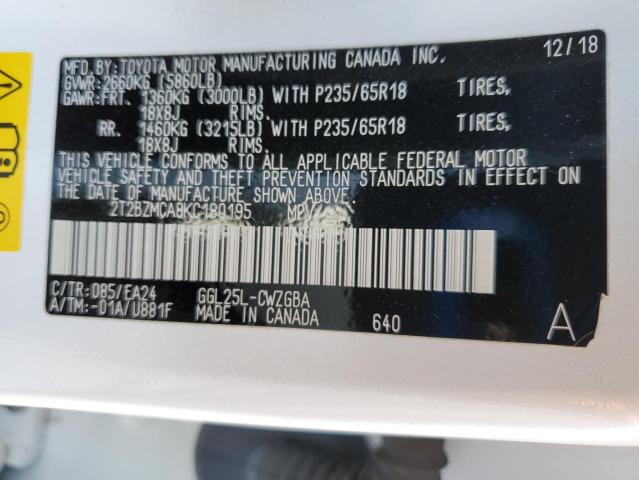 MFD.BY:TOYOTA MOTOR MANUFACTURING CANADA INC. 12/18
GVWR:2660KG (5860LB)
GAWR:FRT. 1360KG (3000LB) WITH P235/65R18 TIRES,
18X8J RIMS.
RR. 1460KG (3215LB) WITH P235/65R18 TIRES,
18X8J RIMS.
THIS VEHICLE CONFORMS TO ALL APPLICABLE FEDERAL MOTOR
VEHICLE SAFETY AND THEFT PREVENTION STANDARDS IN EFFECT ON
THE DATE OF MANUFACTURE SHOWN ABOVE.
2T2BZMCA8KC180195 MPV
C/TR:085/EA24 GGL25L-CWZGBA
A/TM:-01A/U881F MADE IN CANADA 640 A